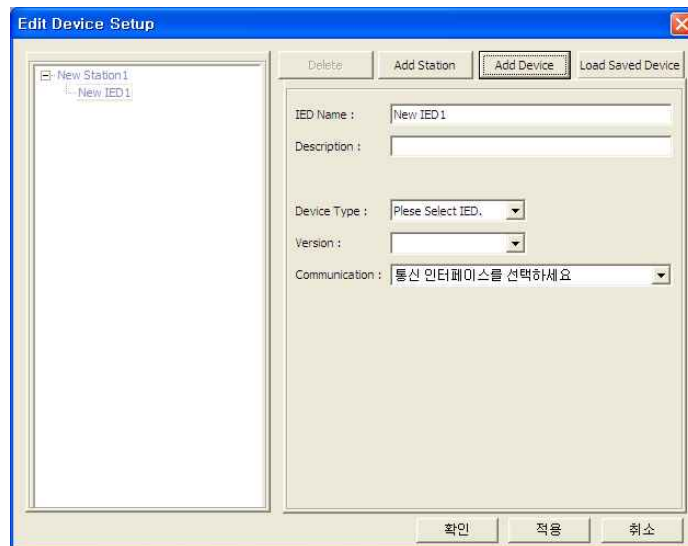 Edit Device Setup
New Station1
New IED1
Delete
Add Station
Add Device
Load Saved Device
IED Name :
New IED1
Description :
Device Type :
Plese Select IED.
Version :
Communication :
통신 인터페이스를 선택하세요
확인
적용
취소